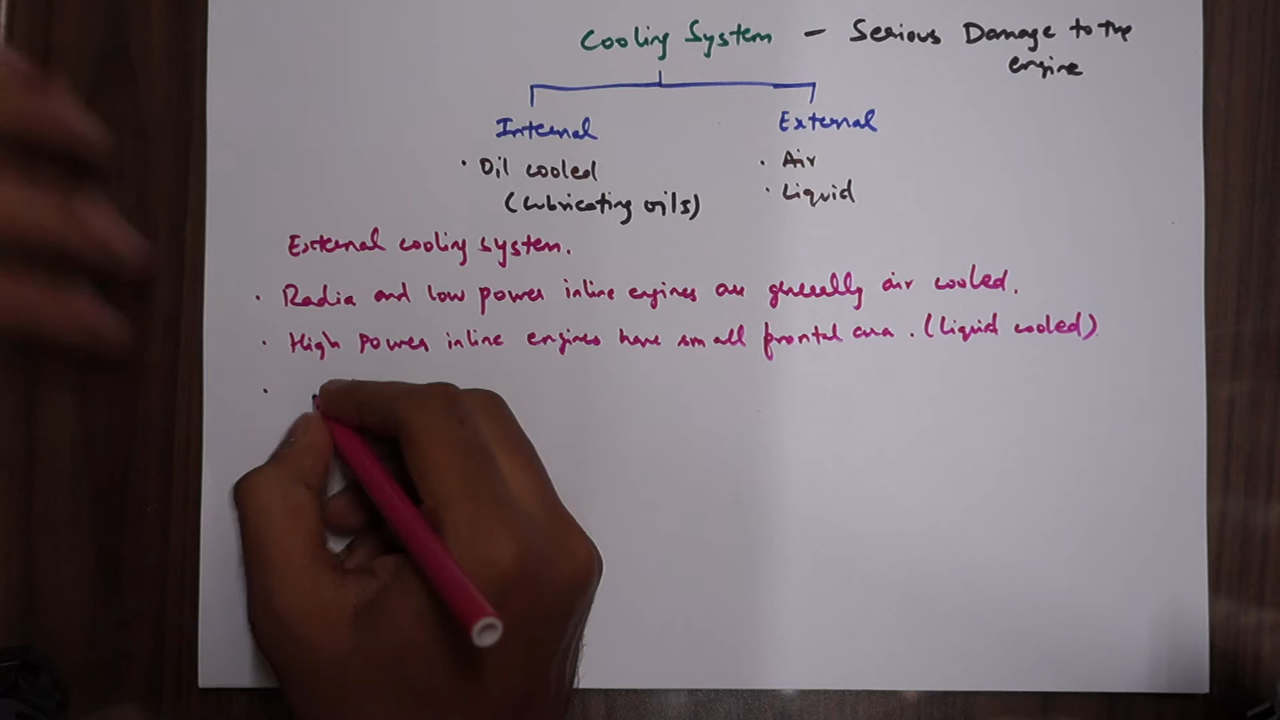 Cooling System – Serious Damage to the
engine
Internal
External
• Oil cooled
(Lubricating oils)
• Air
• Liquid
External cooling system.
• Radia and low power inline engines are generally air cooled.
• High power inline engines have small frontal area. (Liquid cooled)
•